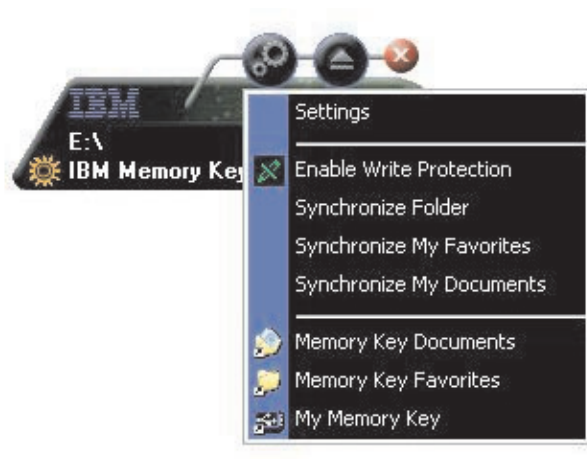 IBM
E:\
IBM Memory Key
Settings
Enable Write Protection
Synchronize Folder
Synchronize My Favorites
Synchronize My Documents
Memory Key Documents
Memory Key Favorites
My Memory Key